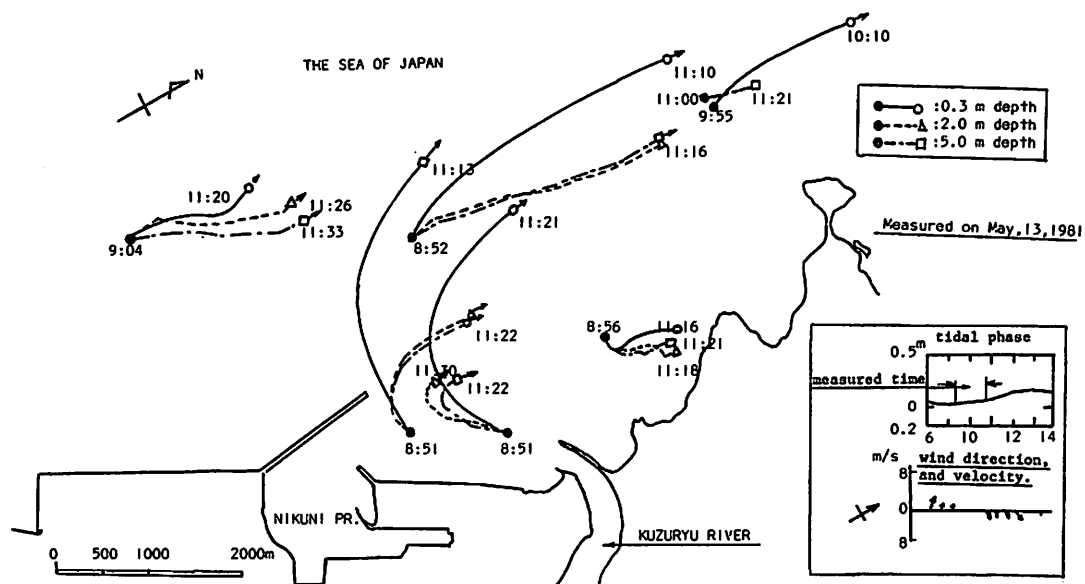 10:10
THE SEA OF JAPAN
N
11:10
11:00
11:21
9:55
:0.3 m depth
:2.0 m depth
:5.0 m depth
11:13
11:16
11:20
11:26
11:33
9:04
8:52
11:21
Measured on May,13,1981
8:56
11:16
11:21
11:18
11:22
11:30
11:22
8:51
8:51
tidal phase
0.5m
measured time
0
0.2
6 10 12 14
m/s
wind direction,
and velocity.
8
0
8
NIKUNI PR.
KUZURYU RIVER
0 500 1000 2000m